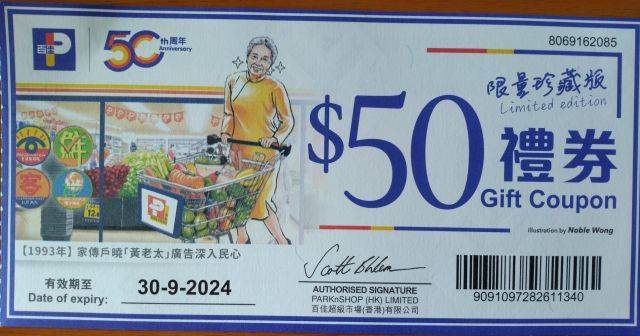 百佳
50th周年
Anniversary
8069162085
限量珍藏版
Limited edition
$50 禮券
Gift Coupon
Illustration by Noble Wong
鮮
【1993年】家傳戶曉「黃老太」廣告深入民心
有效期至
Date of expiry:
30-9-2024
AUTHORISED SIGNATURE
PARKnSHOP (HK) LIMITED
百佳超級市場(香港)有限公司
9091097282611340